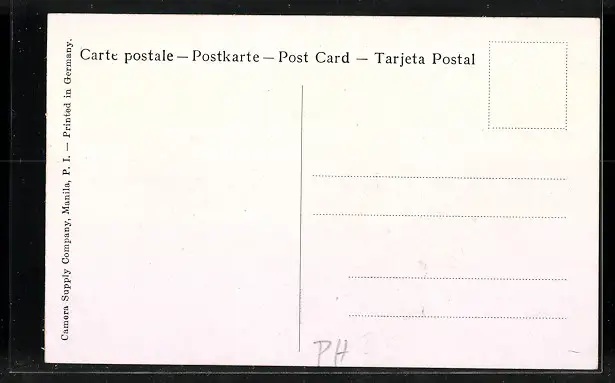 Carte postale — Postkarte — Post Card — Tarjeta Postal
Camera Supply Company, Manila, P. I. — Printed in Germany.
PH